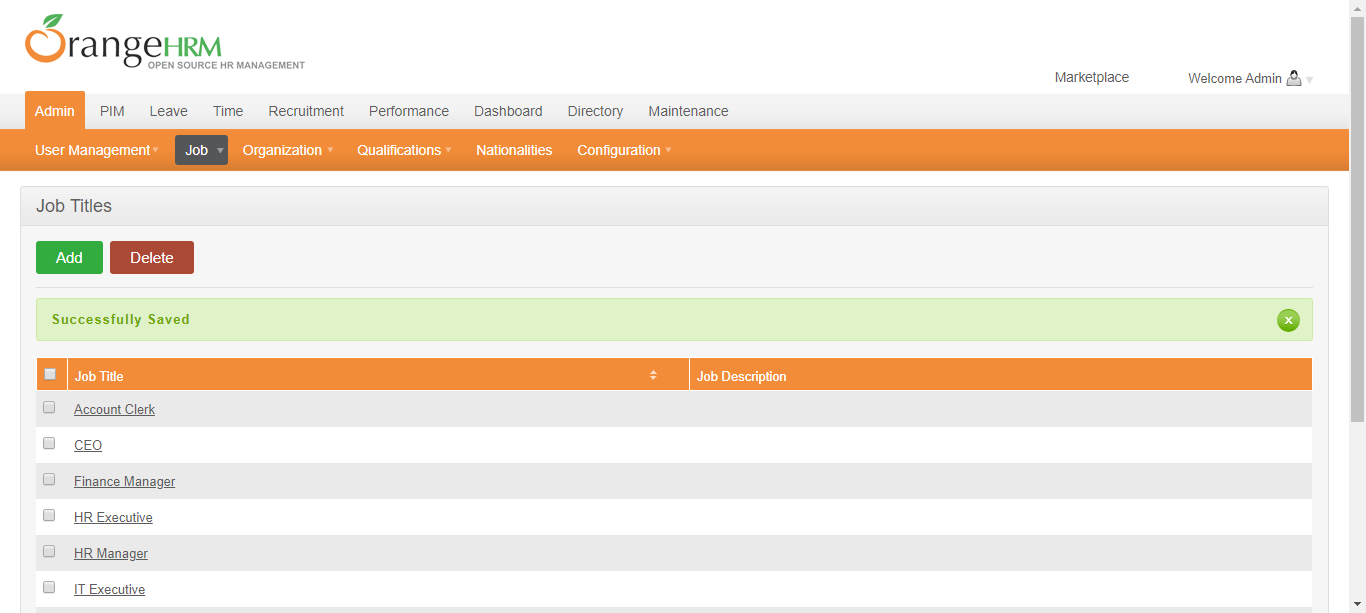 OrangeHRM
OPEN SOURCE HR MANAGEMENT
Marketplace Welcome Admin
Admin PIM Leave Time Recruitment Performance Dashboard Directory Maintenance
User Management Job Organization Qualifications Nationalities Configuration
Job Titles
Add Delete
Successfully Saved
Job Title Job Description
Account Clerk
CEO
Finance Manager
HR Executive
HR Manager
IT Executive